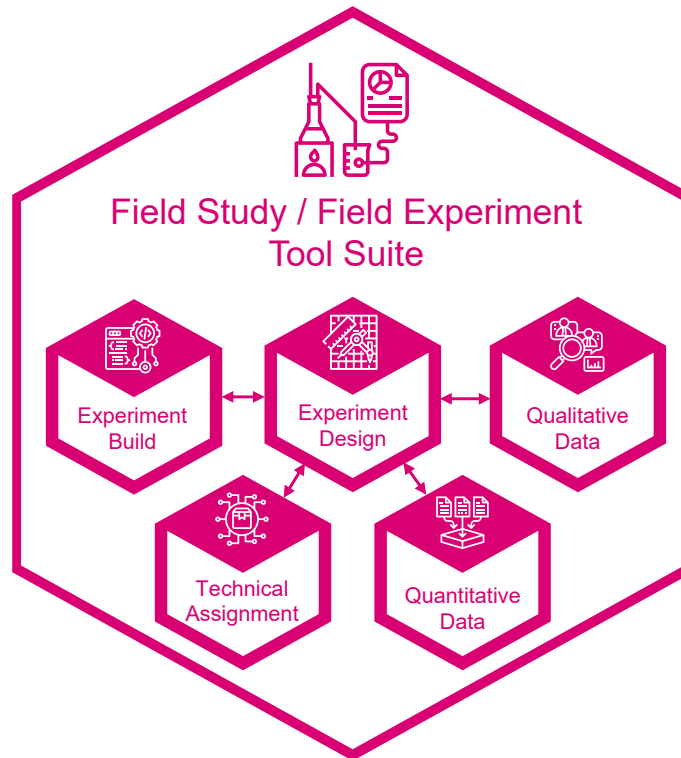 Field Study / Field Experiment
Tool Suite
Experiment
Build
Experiment
Design
Qualitative
Data
Technical
Assignment
Quantitative
Data